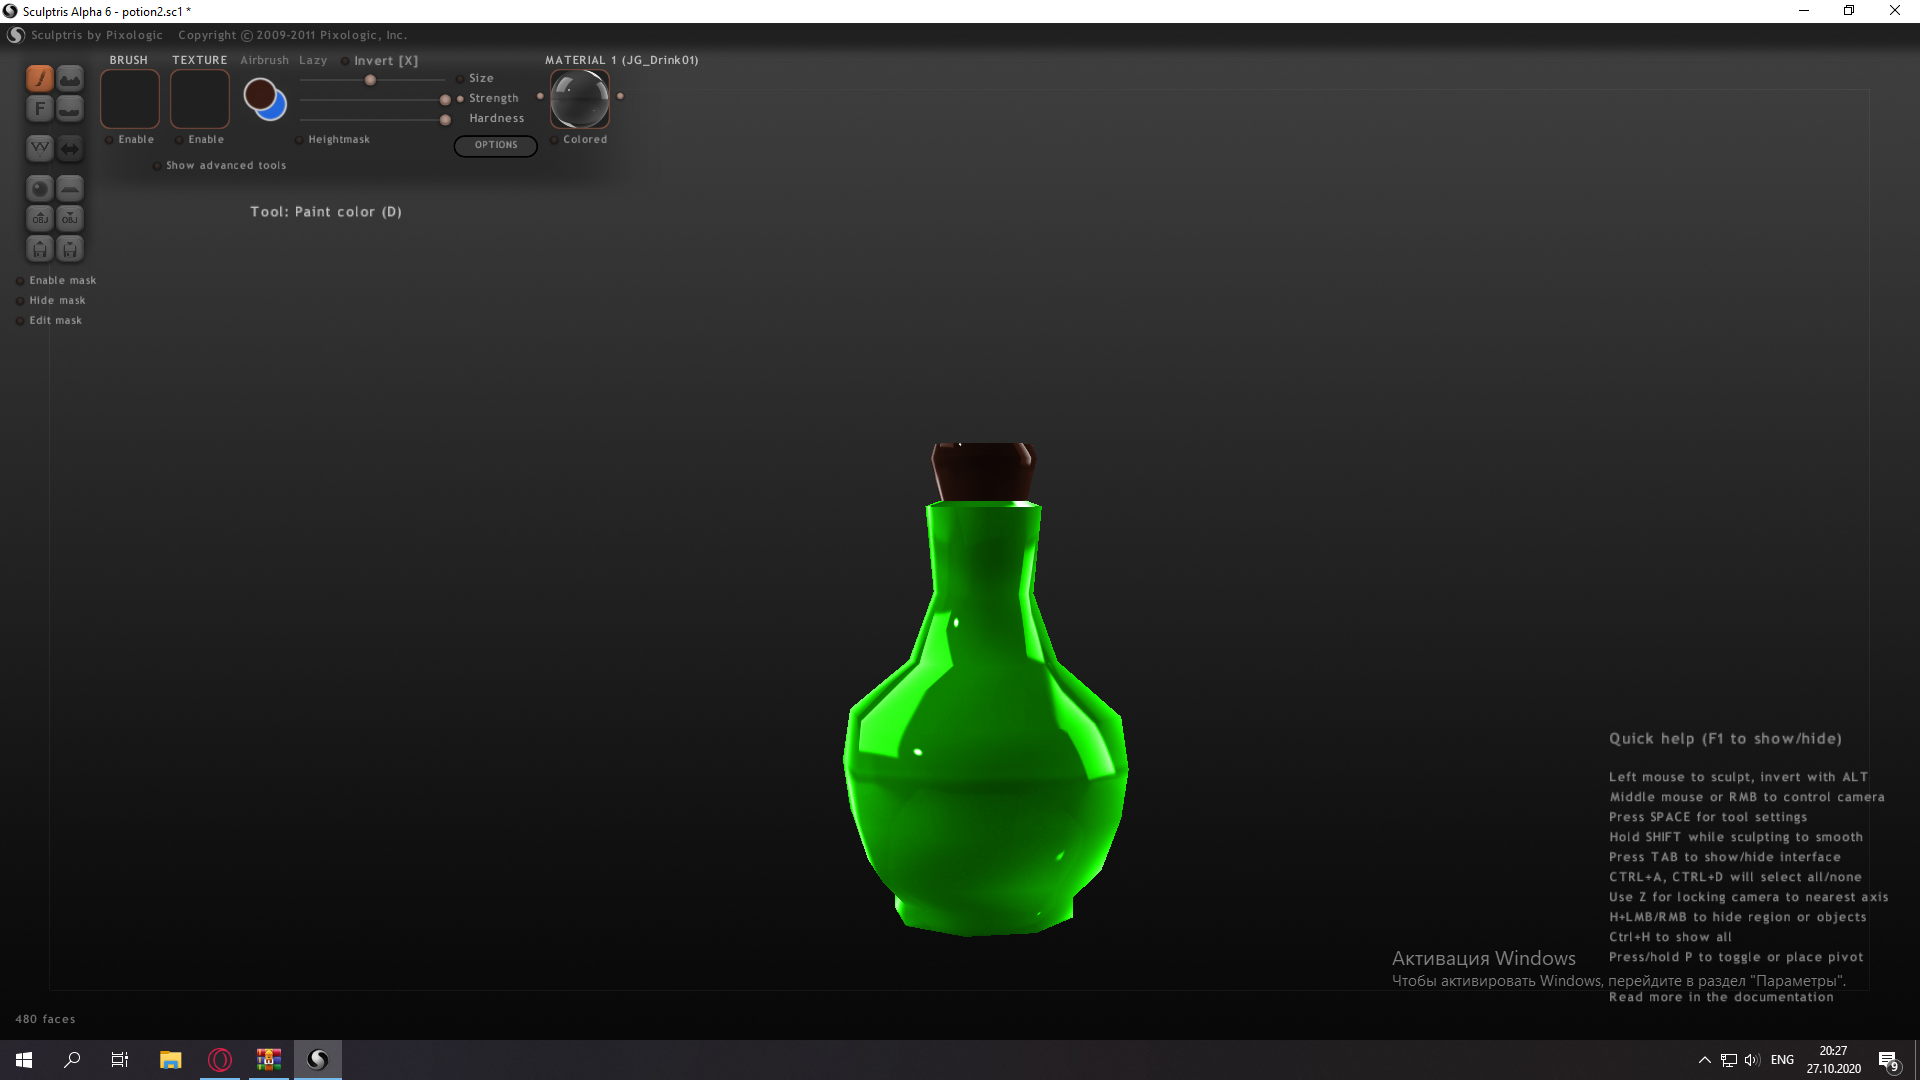 Sculptris Alpha 6 - potion2.sc1 *
Sculptris by Pixologic Copyright © 2009-2011 Pixologic, Inc.
BRUSH TEXTURE Airbrush Lazy Invert [X] MATERIAL 1 (JG_Drink01)
Size
F Strength
Hardness
Enable Enable Heightmask OPTIONS Colored
Show advanced tools
Tool: Paint color (D)
OBJ OBJ
Enable mask
Hide mask
Edit mask
Quick help (F1 to show/hide)
Left mouse to sculpt, invert with ALT
Middle mouse or RMB to control camera
Press SPACE for tool settings
Hold SHIFT while sculpting to smooth
Press TAB to show/hide interface
CTRL+A, CTRL+D will select all/none
Use Z for locking camera to nearest axis
H+LMB/RMB to hide region or objects
Ctrl+H to show all
Press/hold P to toggle or place pivot
Активация Windows
Чтобы активировать Windows, перейдите в раздел "Параметры".
Read more in the documentation
480 faces
ENG
20:27
27.10.2020
9